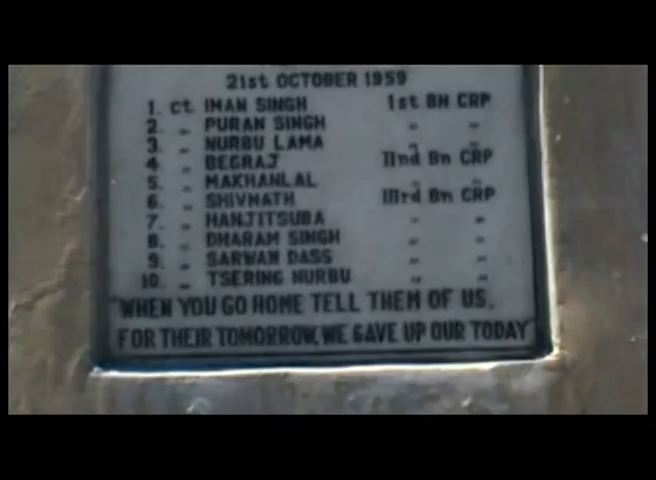 21st OCTOBER 1959
1. Ct. IMAN SINGH 1st BN CRP
2. „ PURAN SINGH „ „
3. „ NURBU LAMA „ „
4. „ BEGRAJ IInd Bn CRP
5. „ MAKHANLAL „ „
6. „ SHIVNATH IIIrd Bn CRP
7. „ HANJITSUBA „ „
8. „ DHARAM SINGH „ „
9. „ SARWAN DASS „ „
10. „ TSERING NURBU „ „
WHEN YOU GO HOME TELL THEM OF US.
FOR THEIR TOMORROW, WE GAVE UP OUR TODAY